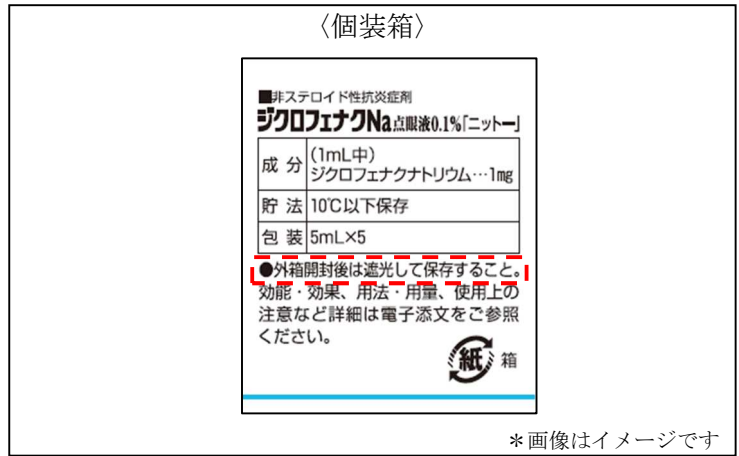 〈個装箱〉
■非ステロイド性抗炎症剤
ジクロフェナクNa点眼液0.1%「ニットー」
成 分 (1mL中)
ジクロフェナクナトリウム…1mg
貯 法 10℃以下保存
包 装 5mL×5
●外箱開封後は遮光して保存すること。
効能・効果、用法・用量、使用上の
注意など詳細は電子添文をご参照
ください。
紙 箱
*画像はイメージです